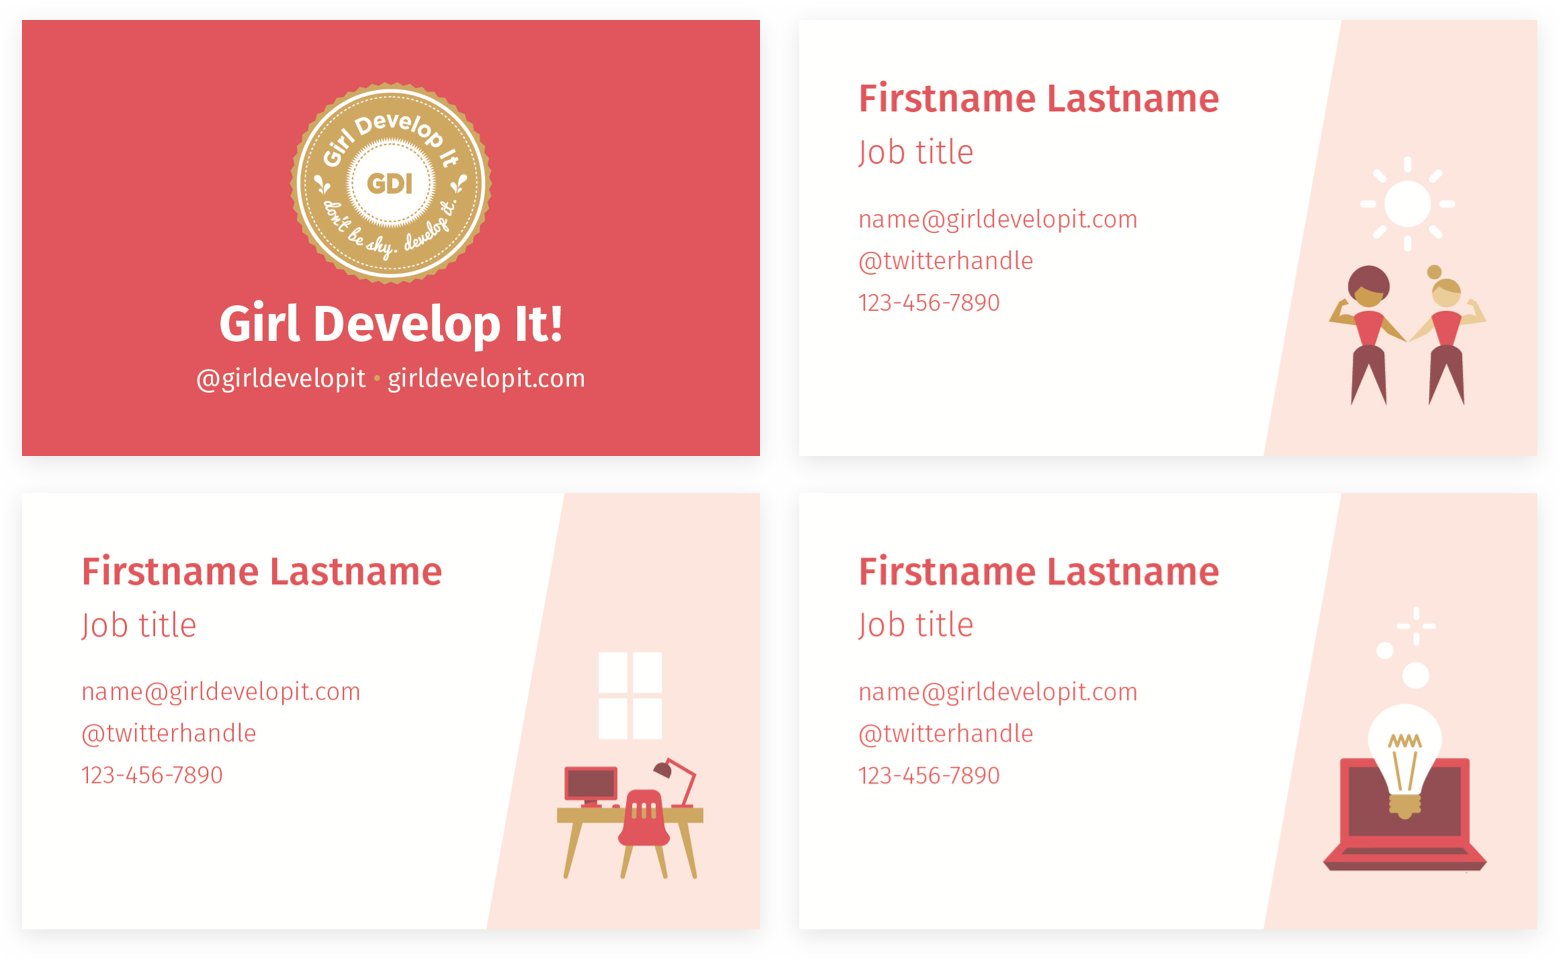 Girl Develop It
GDI
don't be shy. develop it.
Girl Develop It!
@girldevelopit • girldevelopit.com
Firstname Lastname
Job title
name@girldevelopit.com
@twitterhandle
123-456-7890
Firstname Lastname
Job title
name@girldevelopit.com
@twitterhandle
123-456-7890
Firstname Lastname
Job title
name@girldevelopit.com
@twitterhandle
123-456-7890